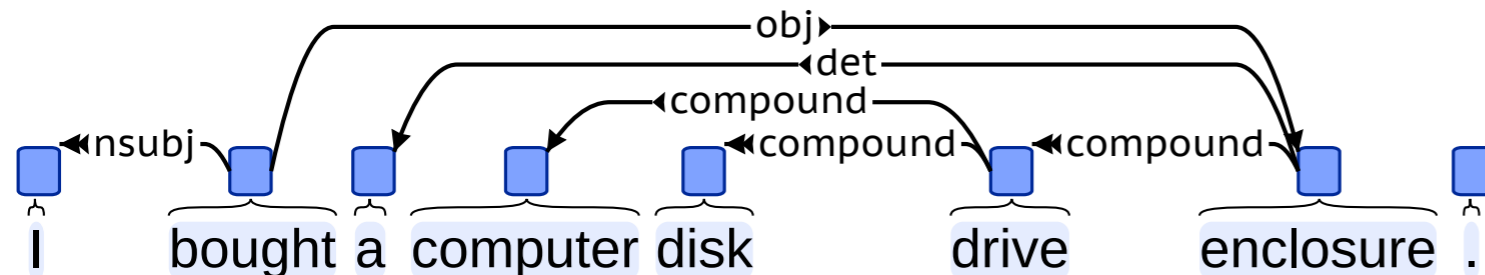 obj
det
compound
nsubj compound compound
I bought a computer disk drive enclosure .